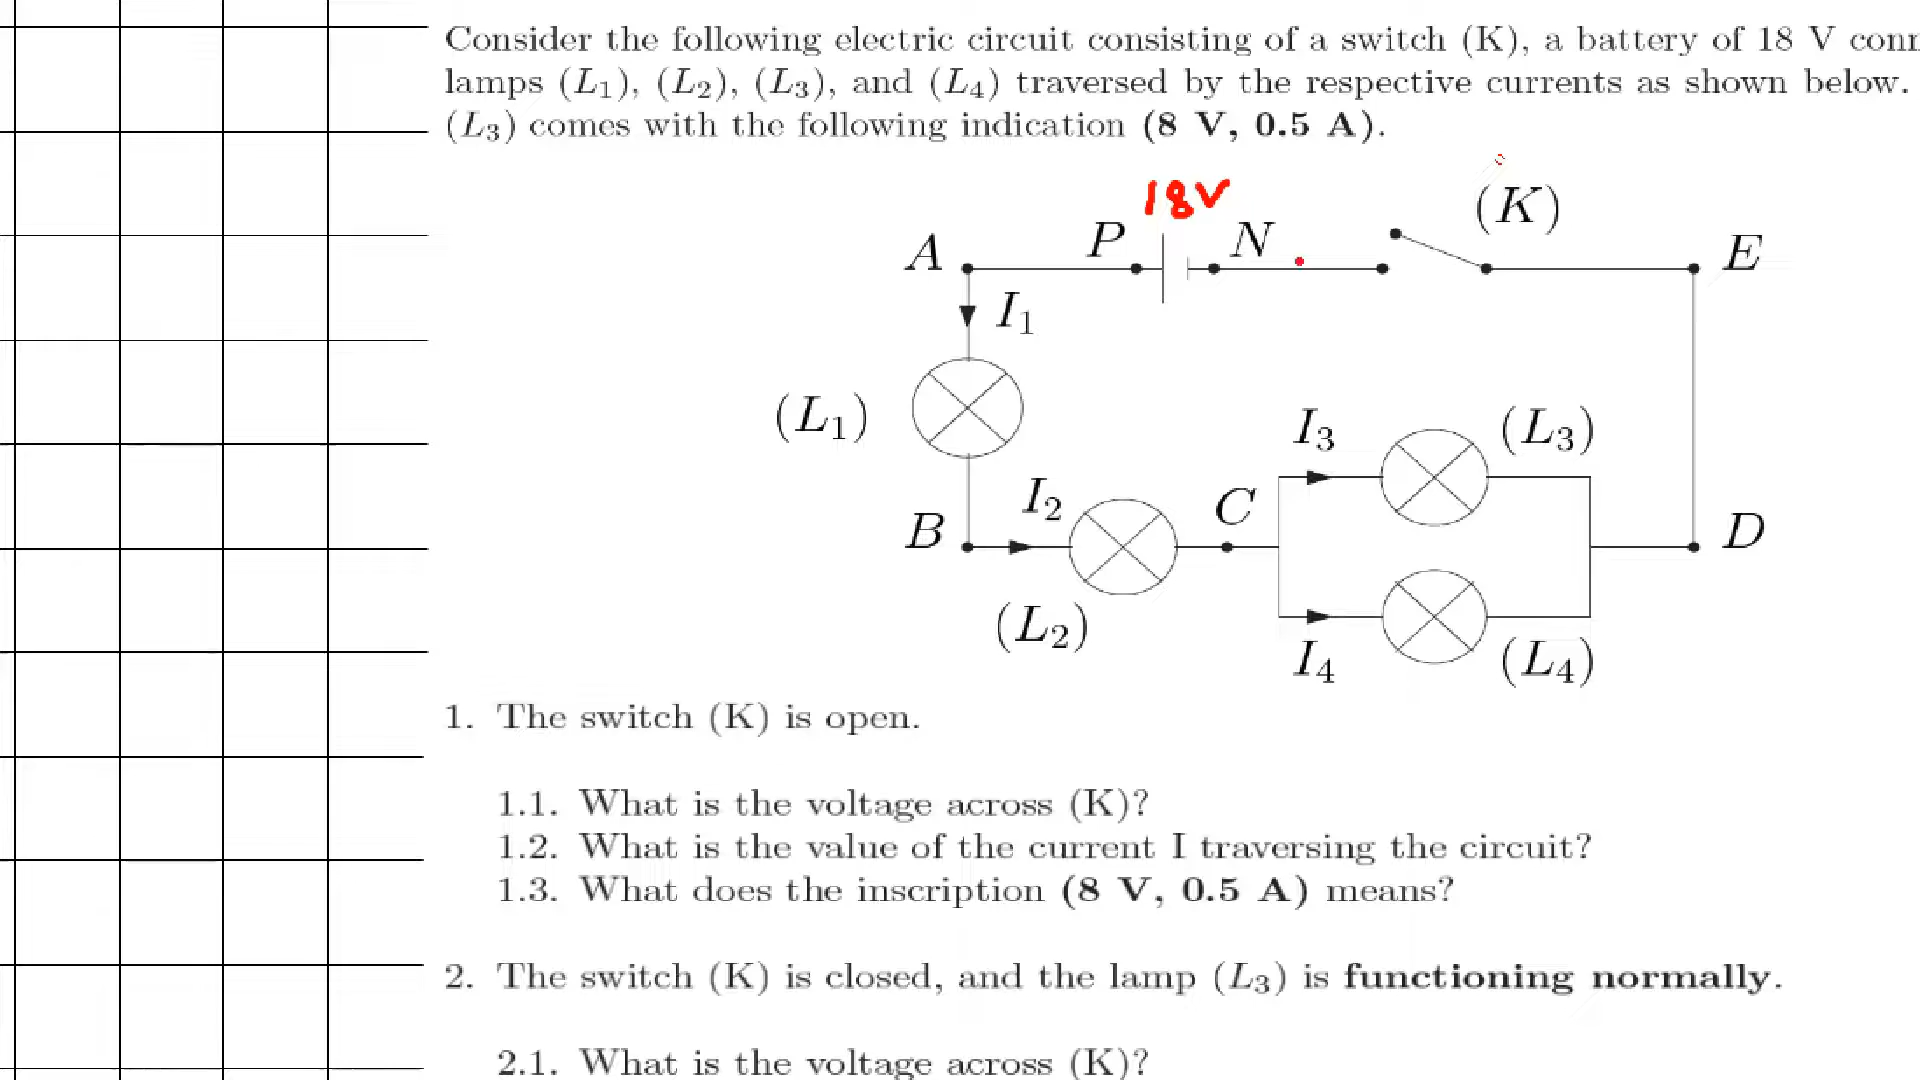 Consider the following electric circuit consisting of a switch (K), a battery of 18 V
lamps (L₁), (L₂), (L₃), and (L₄) traversed by the respective currents as shown below.
(L₃) comes with the following indication (8 V, 0.5 A).
18V
(K)
A
P
N
E
I₁
(L₁)
I₃
(L₃)
I₂
C
B
D
(L₂)
I₄
(L₄)
1. The switch (K) is open.
1.1. What is the voltage across (K)?
1.2. What is the value of the current I traversing the circuit?
1.3. What does the inscription (8 V, 0.5 A) means?
2. The switch (K) is closed, and the lamp (L₃) is functioning normally.
2.1. What is the voltage across (K)?